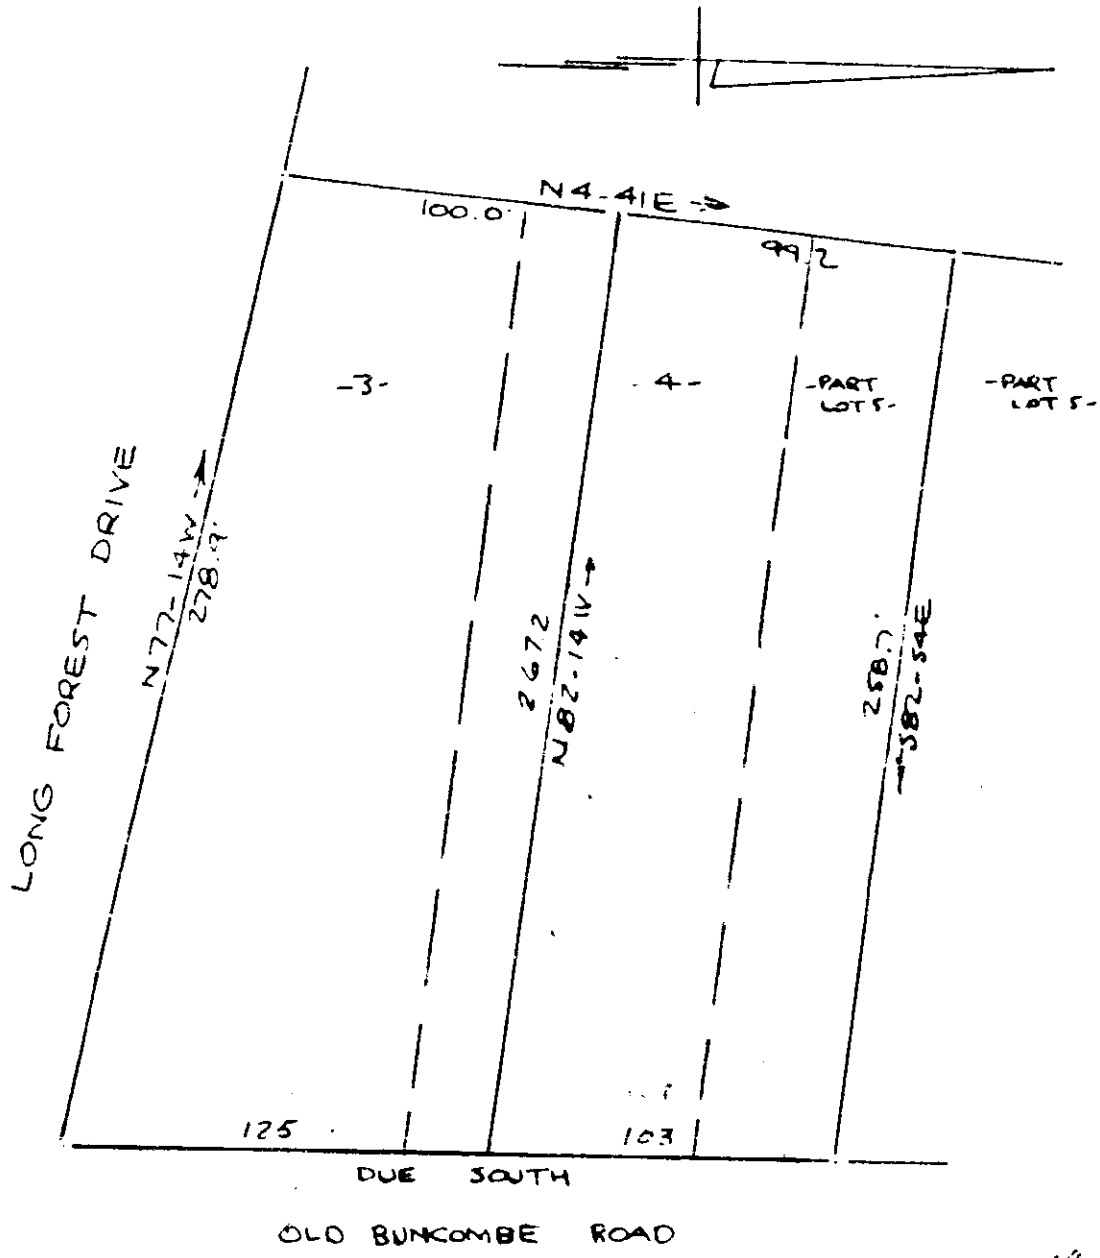 N4-41E
100.0'
99.2
-3-
-4-
-PART
LOT 5-
-PART
LOT 5-
LONG FOREST DRIVE
N77-14W
278.9'
267.2
N82-14W
258.7'
S82-54E
125
103
DUE SOUTH
OLD BUNCOMBE ROAD